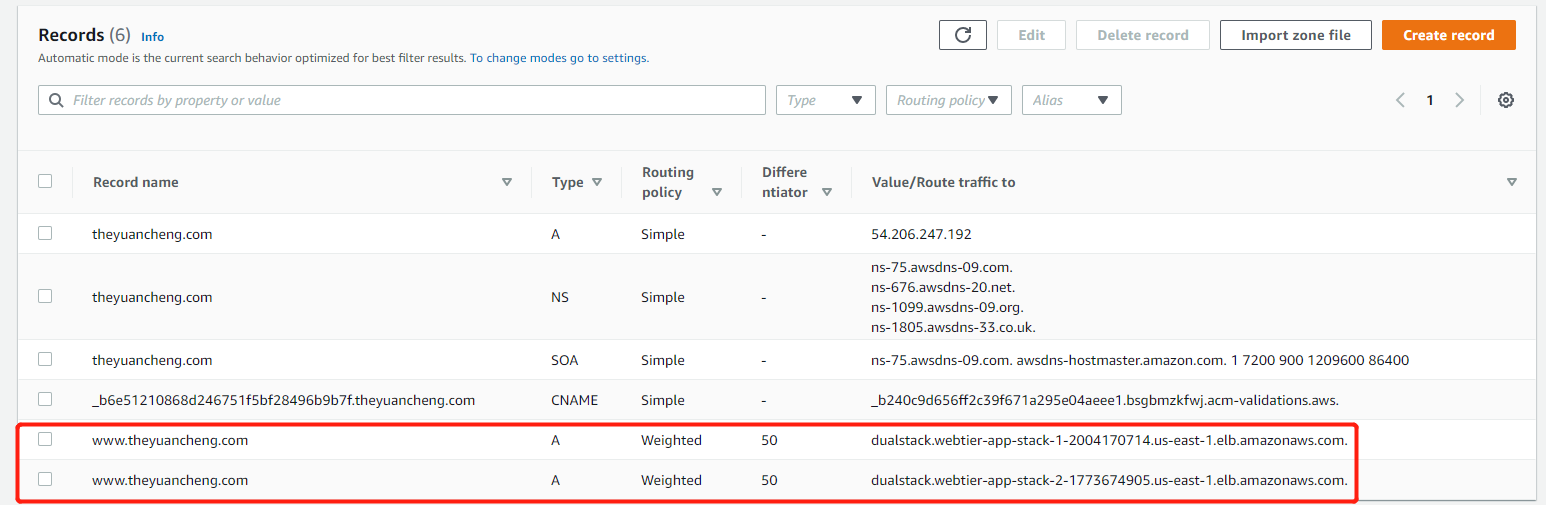 Records (6) Info
Edit
Delete record
Import zone file
Create record
Automatic mode is the current search behavior optimized for best filter results. To change modes go to settings.
Filter records by property or value
Type
Routing policy
Alias
1
Record name Type Routing policy Differentiator Value/Route traffic to
theyuancheng.com A Simple - 54.206.247.192
theyuancheng.com NS Simple - ns-75.awsdns-09.com.
ns-676.awsdns-20.net.
ns-1099.awsdns-09.org.
ns-1805.awsdns-33.co.uk.
theyuancheng.com SOA Simple - ns-75.awsdns-09.com. awsdns-hostmaster.amazon.com. 1 7200 900 1209600 86400
_b6e51210868d246751f5bf28496b9b7f.theyuancheng.com CNAME Simple - _b240c9d656ff2c39f671a295e04aeee1.bsgbmzkfwj.acm-validations.aws.
www.theyuancheng.com A Weighted 50 dualstack.webtier-app-stack-1-2004170714.us-east-1.elb.amazonaws.com.
www.theyuancheng.com A Weighted 50 dualstack.webtier-app-stack-2-1773674905.us-east-1.elb.amazonaws.com.